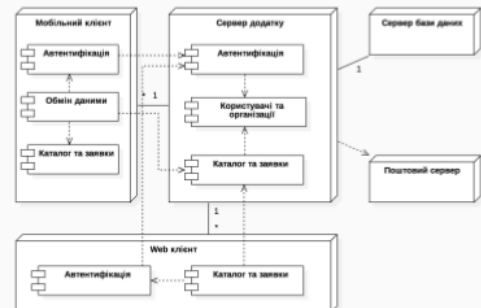 Мобільний клієнт
Автентифікація
Обмін даними
Каталог та заявки
* 1
Сервер додатку
Автентифікація
Користувачі та
організації
Каталог та заявки
Сервер бази даних
1
Поштовий сервер
1
*
Web клієнт
Автентифікація
Каталог та заявки